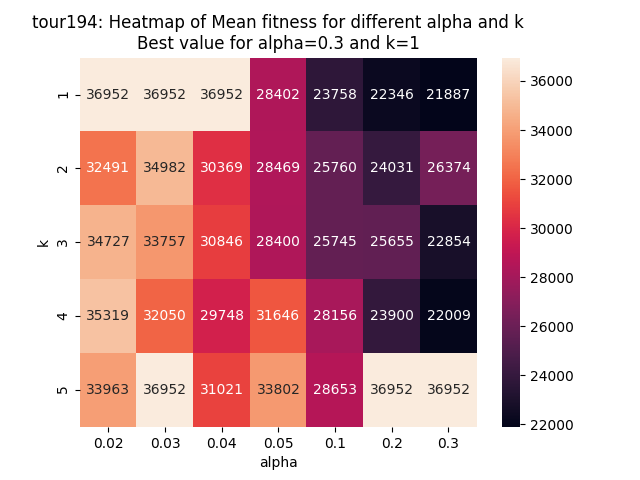 tour194: Heatmap of Mean fitness for different alpha and k
Best value for alpha=0.3 and k=1
1 36952 36952 36952 28402 23758 22346 21887
2 32491 34982 30369 28469 25760 24031 26374
3 34727 33757 30846 28400 25745 25655 22854
4 35319 32050 29748 31646 28156 23900 22009
5 33963 36952 31021 33802 28653 36952 36952
k
0.02 0.03 0.04 0.05 0.1 0.2 0.3
alpha
36000
34000
32000
30000
28000
26000
24000
22000